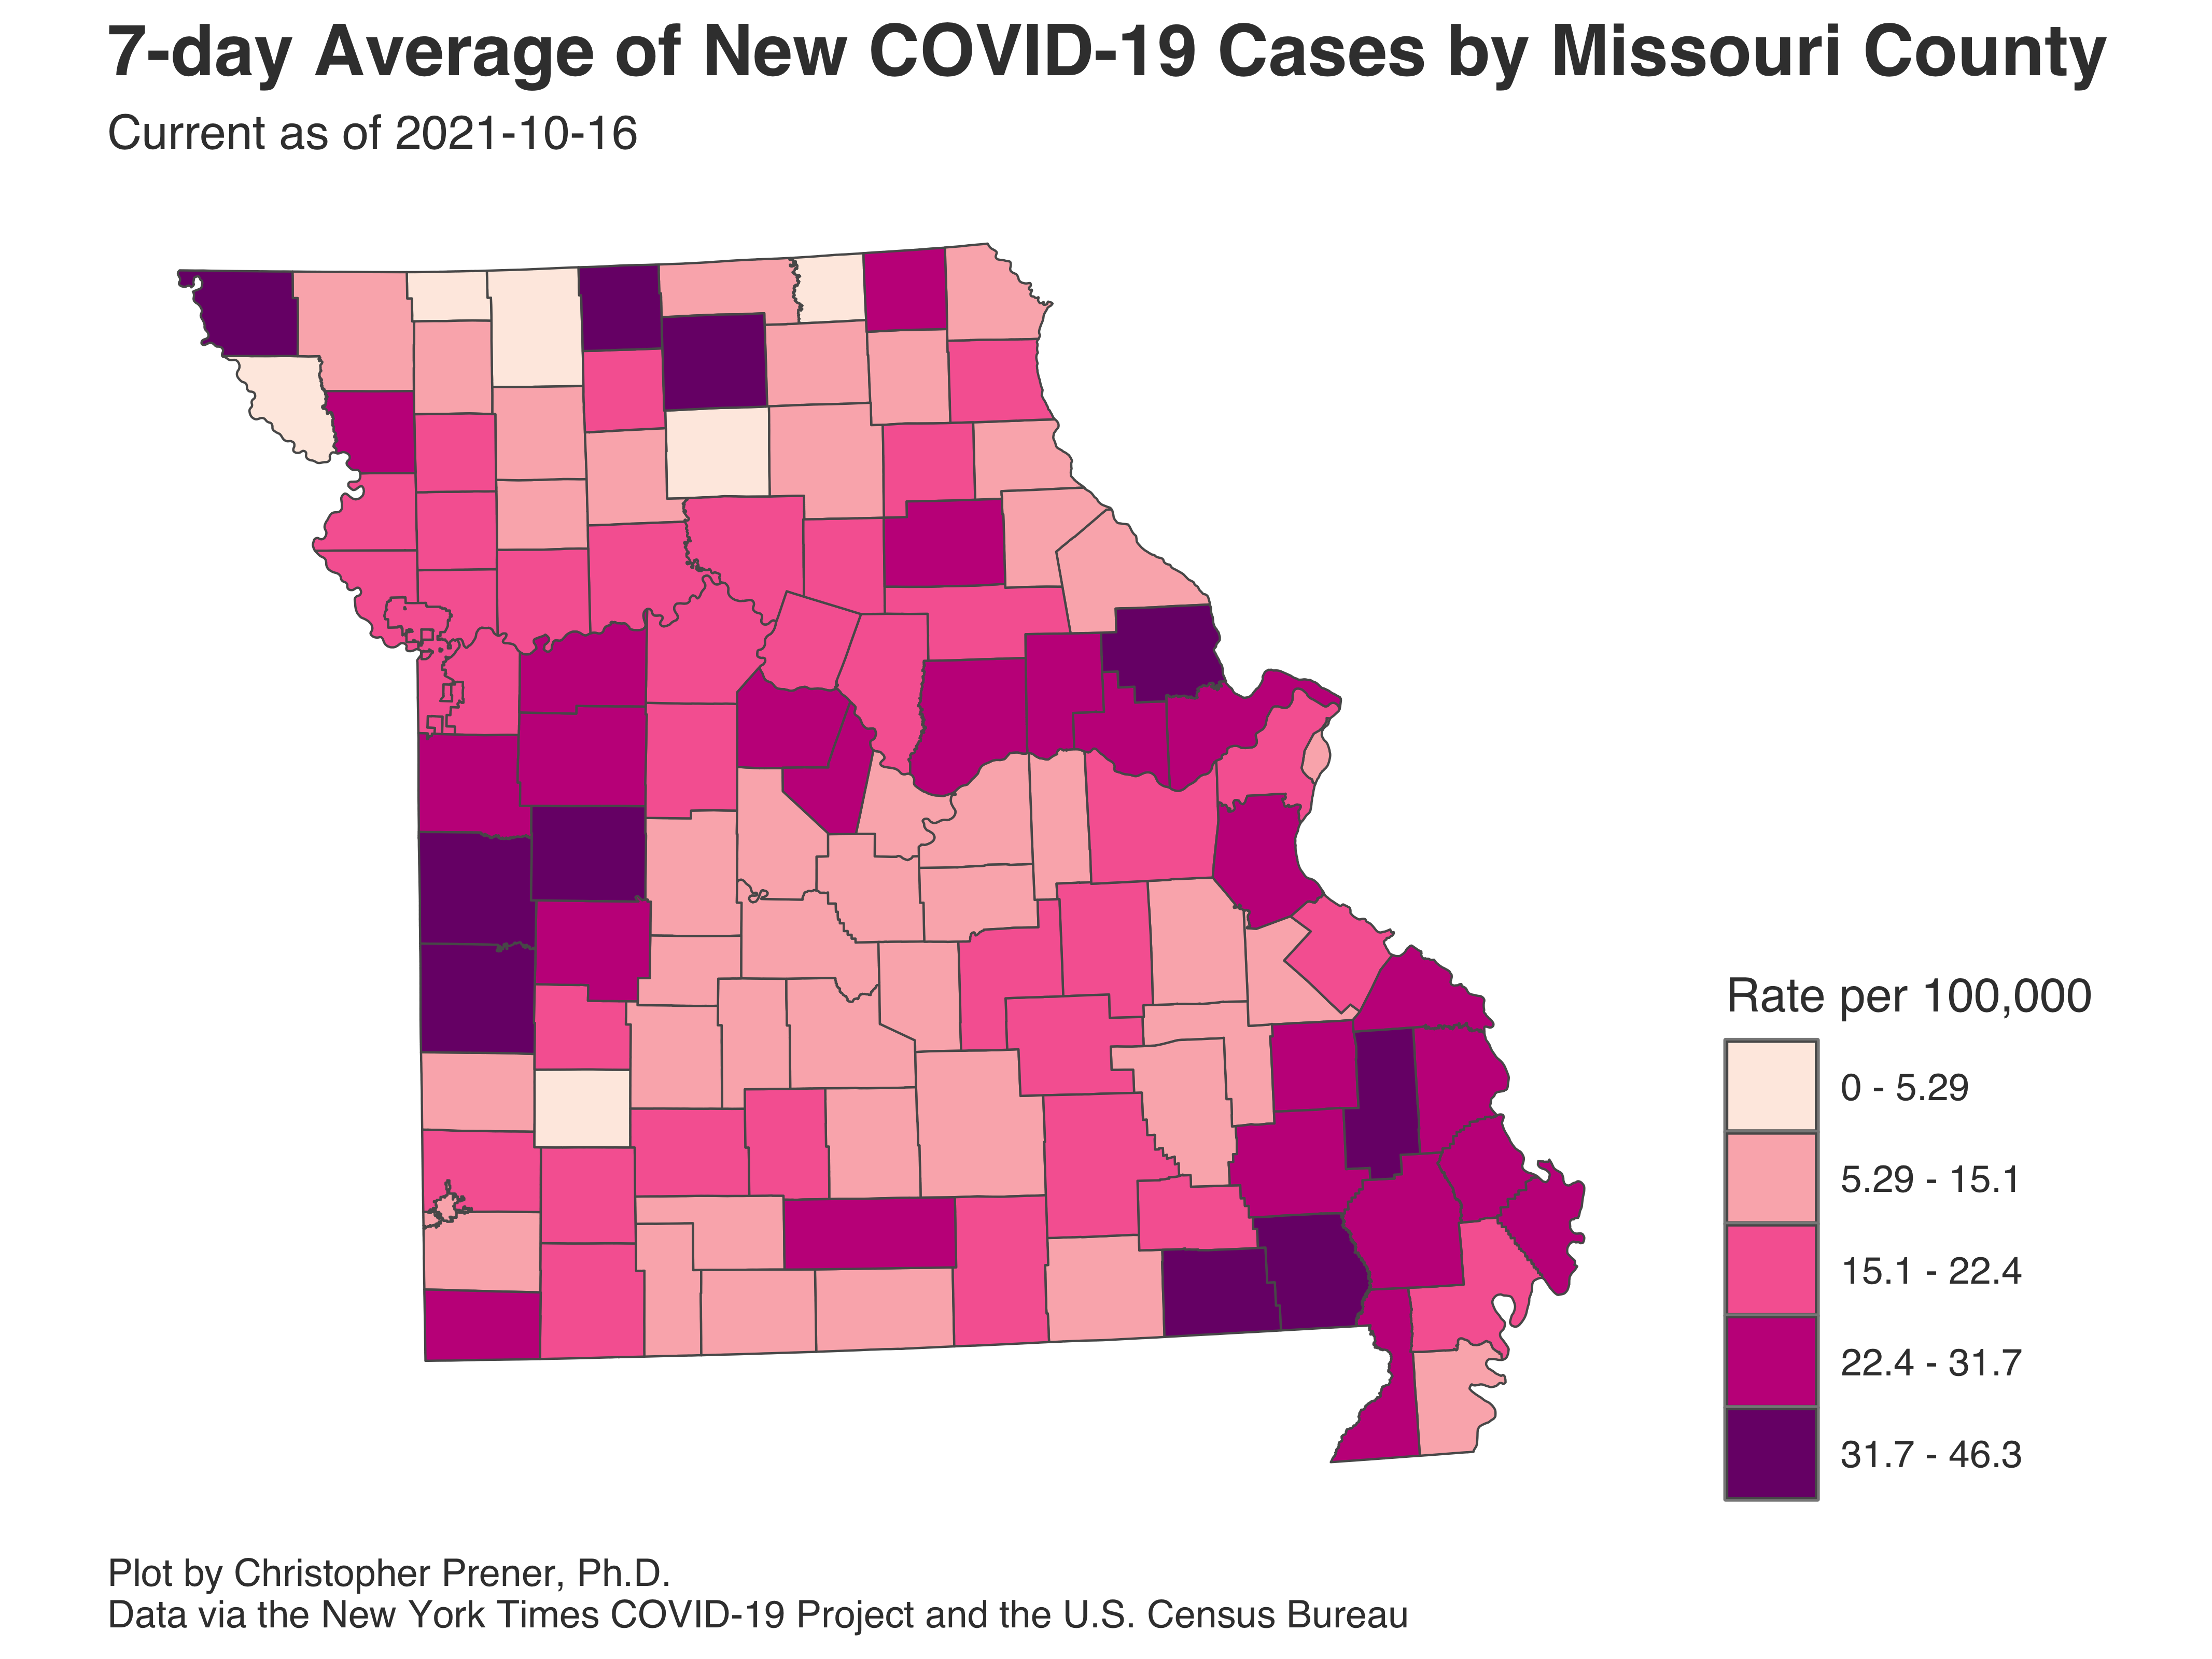 7-day Average of New COVID-19 Cases by Missouri County
Current as of 2021-10-16
Rate per 100,000
0 - 5.29
5.29 - 15.1
15.1 - 22.4
22.4 - 31.7
31.7 - 46.3
Plot by Christopher Prener, Ph.D.
Data via the New York Times COVID-19 Project and the U.S. Census Bureau